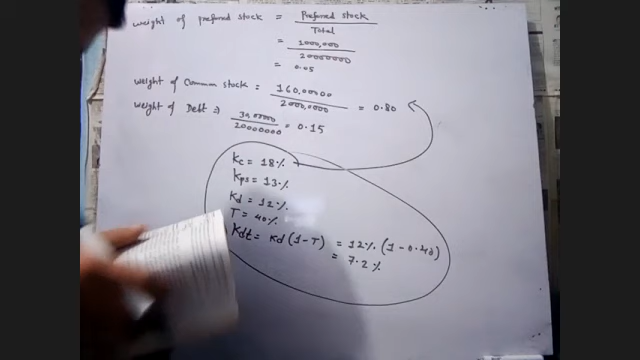 weight of preferred stock = Preferred stock
Total
= 1000,000
20000000
= 0.05
weight of Common stock = 160,00000
2000,0000 = 0.80
weight of Debt ⇒ 3000000
20000000 = 0.15
Kc = 18%
Kps = 13%
Kd = 12%
T = 40%
Kdt = Kd (1-T) = 12% (1-0.40)
= 7.2%